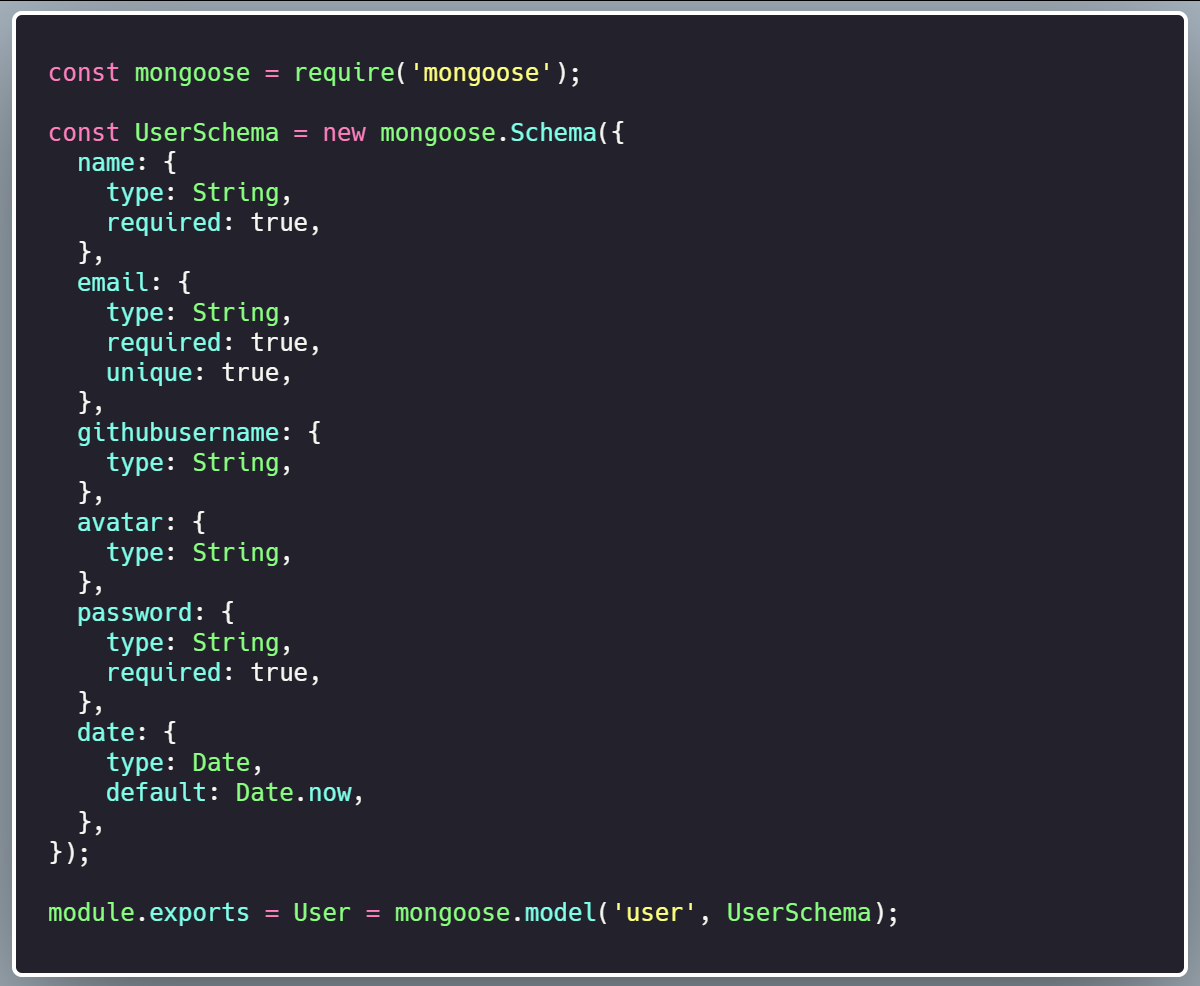 const mongoose = require('mongoose');

const UserSchema = new mongoose.Schema({
  name: {
    type: String,
    required: true,
  },
  email: {
    type: String,
    required: true,
    unique: true,
  },
  githubusername: {
    type: String,
  },
  avatar: {
    type: String,
  },
  password: {
    type: String,
    required: true,
  },
  date: {
    type: Date,
    default: Date.now,
  },
});

module.exports = User = mongoose.model('user', UserSchema);